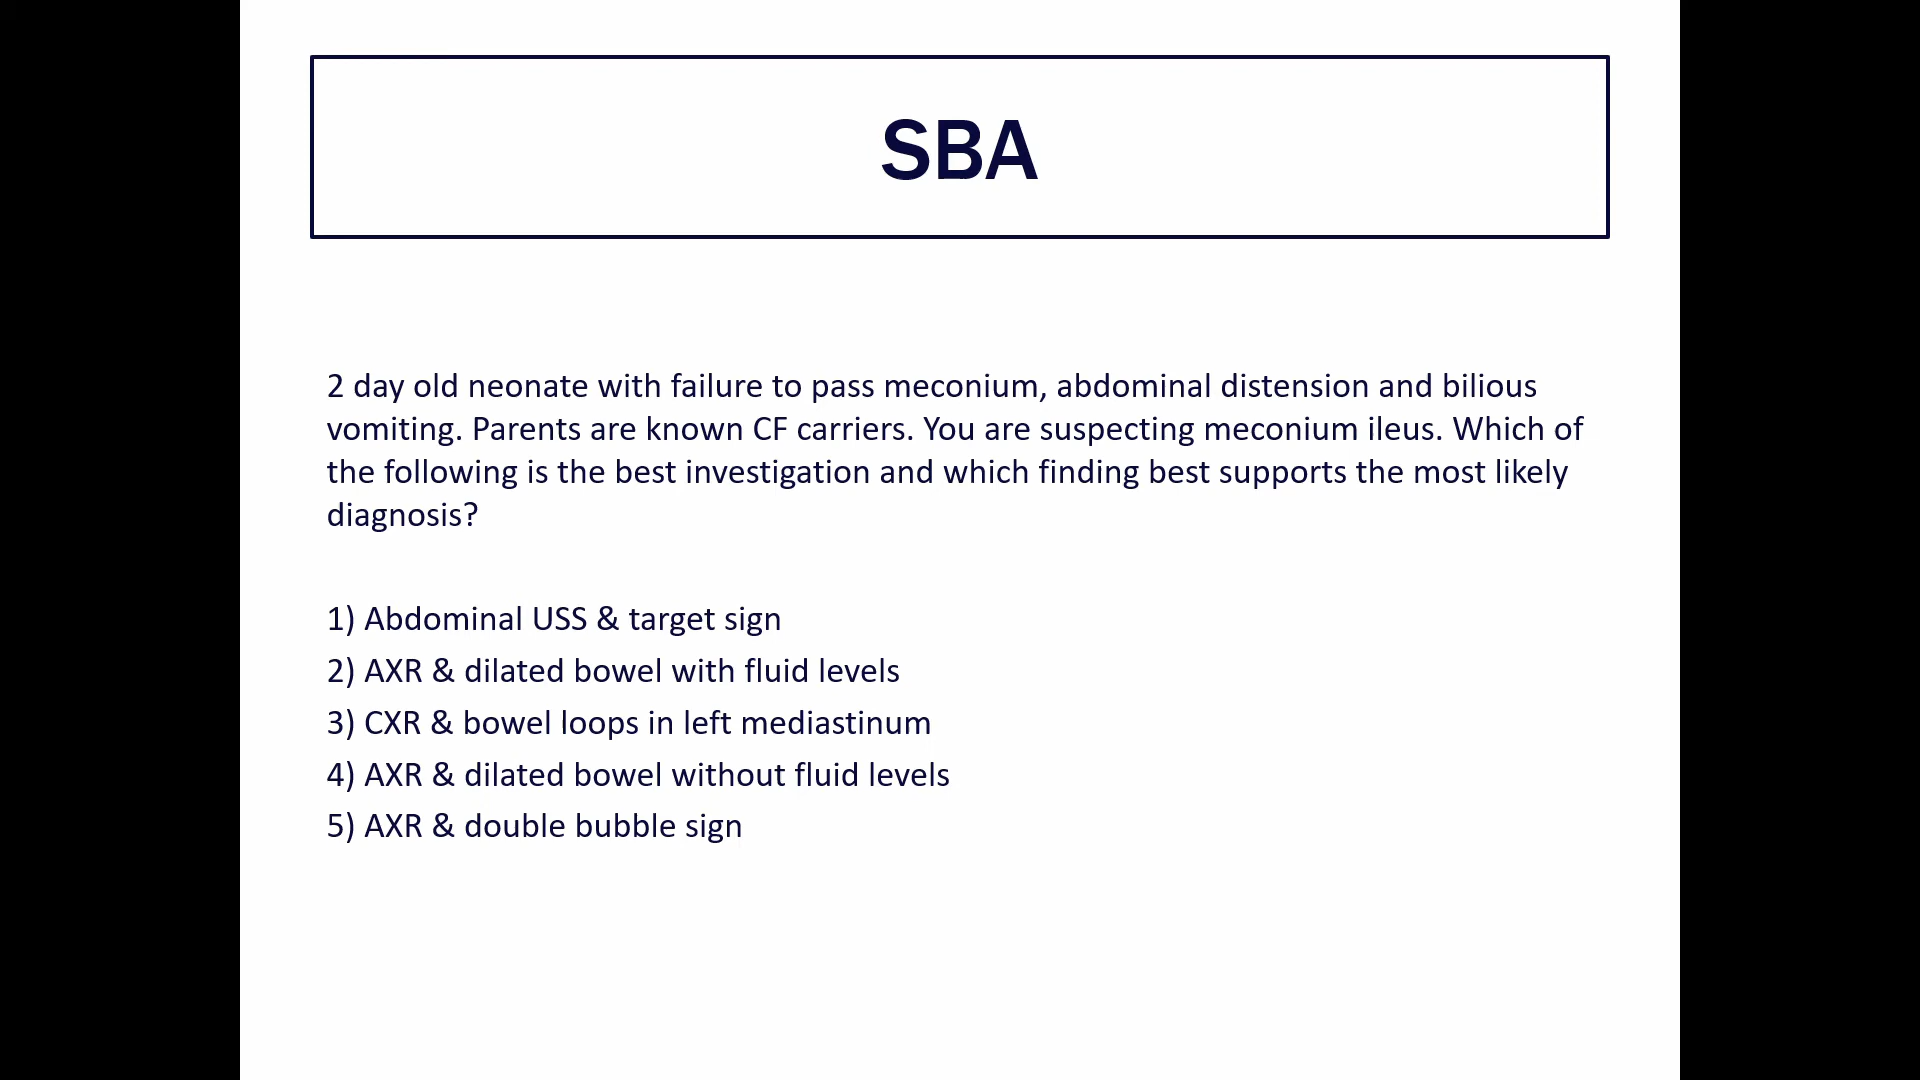 SBA
2 day old neonate with failure to pass meconium, abdominal distension and bilious
vomiting. Parents are known CF carriers. You are suspecting meconium ileus. Which of
the following is the best investigation and which finding best supports the most likely
diagnosis?
1) Abdominal USS & target sign
2) AXR & dilated bowel with fluid levels
3) CXR & bowel loops in left mediastinum
4) AXR & dilated bowel without fluid levels
5) AXR & double bubble sign